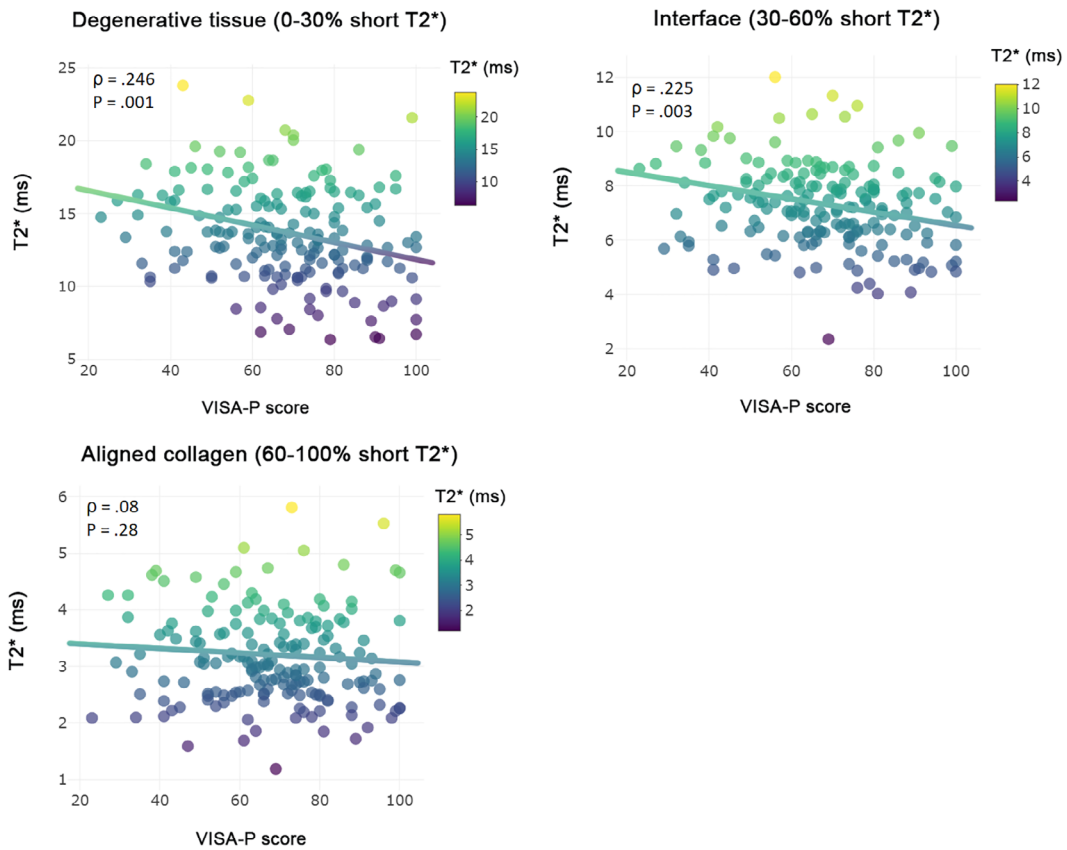 Degenerative tissue (0-30% short T2*)
ρ = .246
P = .001
T2* (ms)
25
20
15
10
5
20
40
60
80
100
VISA-P score
T2* (ms)
20
15
10
Interface (30-60% short T2*)
ρ = .225
P = .003
T2* (ms)
12
10
8
6
4
2
20
40
60
80
100
VISA-P score
T2* (ms)
12
10
8
6
4
Aligned collagen (60-100% short T2*)
ρ = .08
P = .28
T2* (ms)
6
5
4
3
2
1
20
40
60
80
100
VISA-P score
T2* (ms)
5
4
3
2